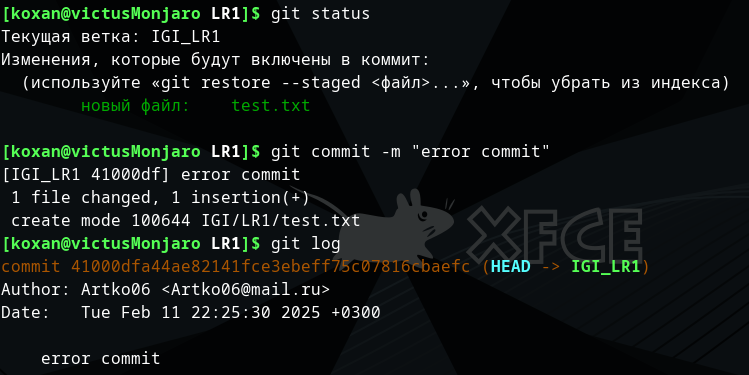 [koxan@victusMonjaro LR1]$ git status
Текущая ветка: IGI_LR1
Изменения, которые будут включены в коммит:
  (используйте «git restore --staged <файл>...», чтобы убрать из индекса)
        новый файл:    test.txt

[koxan@victusMonjaro LR1]$ git commit -m "error commit"
[IGI_LR1 41000df] error commit
 1 file changed, 1 insertion(+)
 create mode 100644 IGI/LR1/test.txt
[koxan@victusMonjaro LR1]$ git log
commit 41000dfa44ae82141fce3ebeff75c07816cbaefc (HEAD -> IGI_LR1)
Author: Artko06 <Artko06@mail.ru>
Date:   Tue Feb 11 22:25:30 2025 +0300

    error commit
XFCE